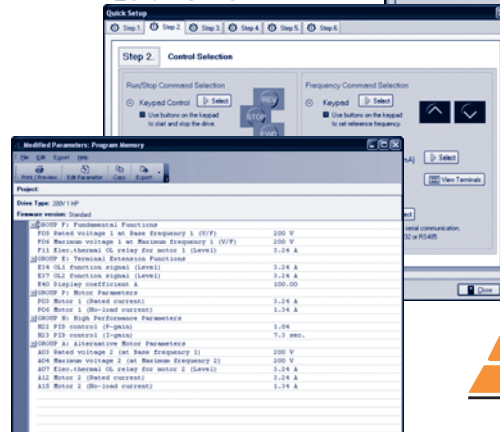 Quick Setup
Step 1. Step 2. Step 3. Step 4. Step 5. Step 6.
Step 2. Control Selection
Run/Stop Command Selection
Keypad Control Select
Use buttons on the keypad
to start and stop the drive.
REV
STOP
FWD
Frequency Command Selection
Keypad Select
Use buttons on the keypad
to set reference frequency.
mA) Select
View Terminals
serial communication.
32 or RS485
Close
Modified Parameters: Program Memory
File Edit Export Help
Print / Preview Edit Parameter Copy Export
Project:
Drive Type: 200V 1 HP
Firmware version: Standard
GROUP F: Fundamental Functions
F05 Rated voltage 1 at Base frequency 1 (V/F) 200 V
F06 Maximum voltage 1 at Maximum frequency 1 (V/F) 200 V
F11 Elec.thermal OL relay for motor 1 (Level) 3.24 A
GROUP E: Terminal Extension Functions
E34 OL1 function signal (Level) 3.24 A
E37 OL2 function signal (Level) 3.24 A
E40 Display coefficient A 100.00
GROUP P: Motor Parameters
P03 Motor 1 (Rated current) 3.24 A
P06 Motor 1 (No-load current) 1.34 A
GROUP H: High Performance Parameters
H22 PID control (P-gain) 1.04
H23 PID control (I-gain) 7.3 sec.
GROUP A: Alternative Motor Parameters
A03 Rated voltage 2 (at Base frequency 2) 200 V
A04 Maximum voltage 2 (at Maximum frequency 2) 200 V
A07 Elec.thermal OL relay for motor 2 (Level) 3.24 A
A12 Motor 2 (Rated current) 3.24 A
A15 Motor 2 (No-load current) 1.34 A